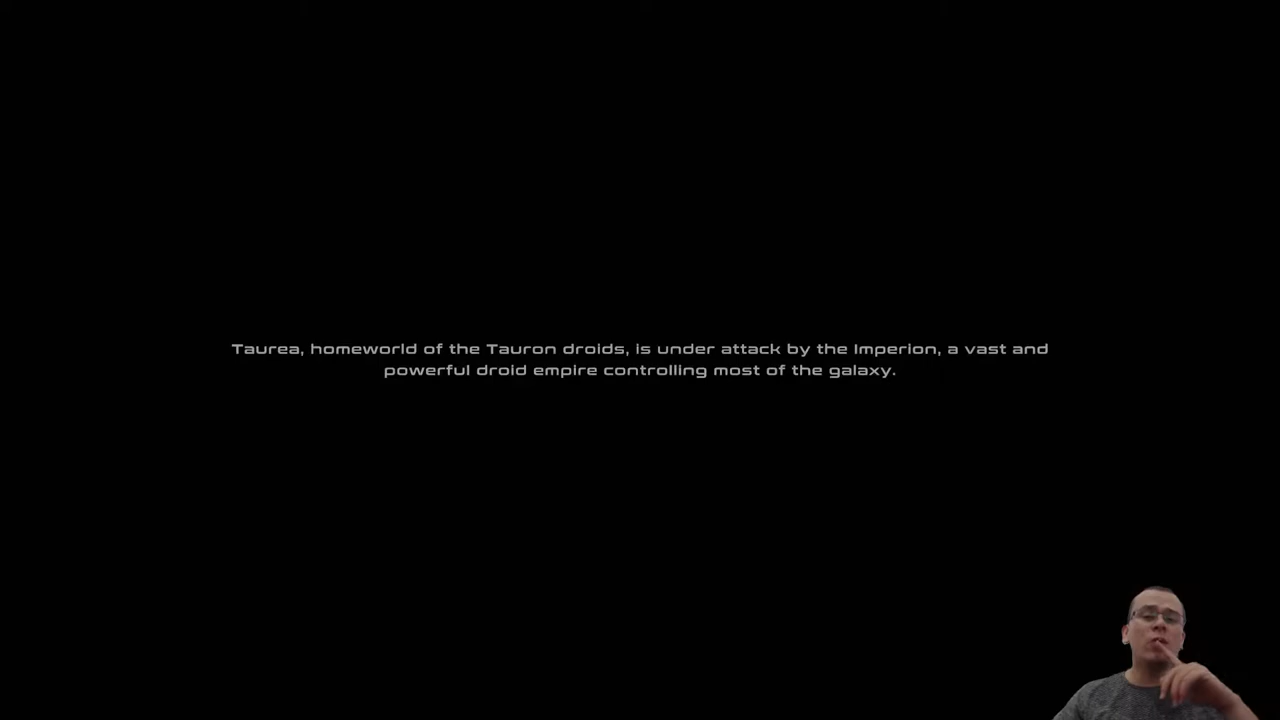 Taurea, homeworld of the Tauron droids, is under attack by the Imperion, a vast and
powerful droid empire controlling most of the galaxy.